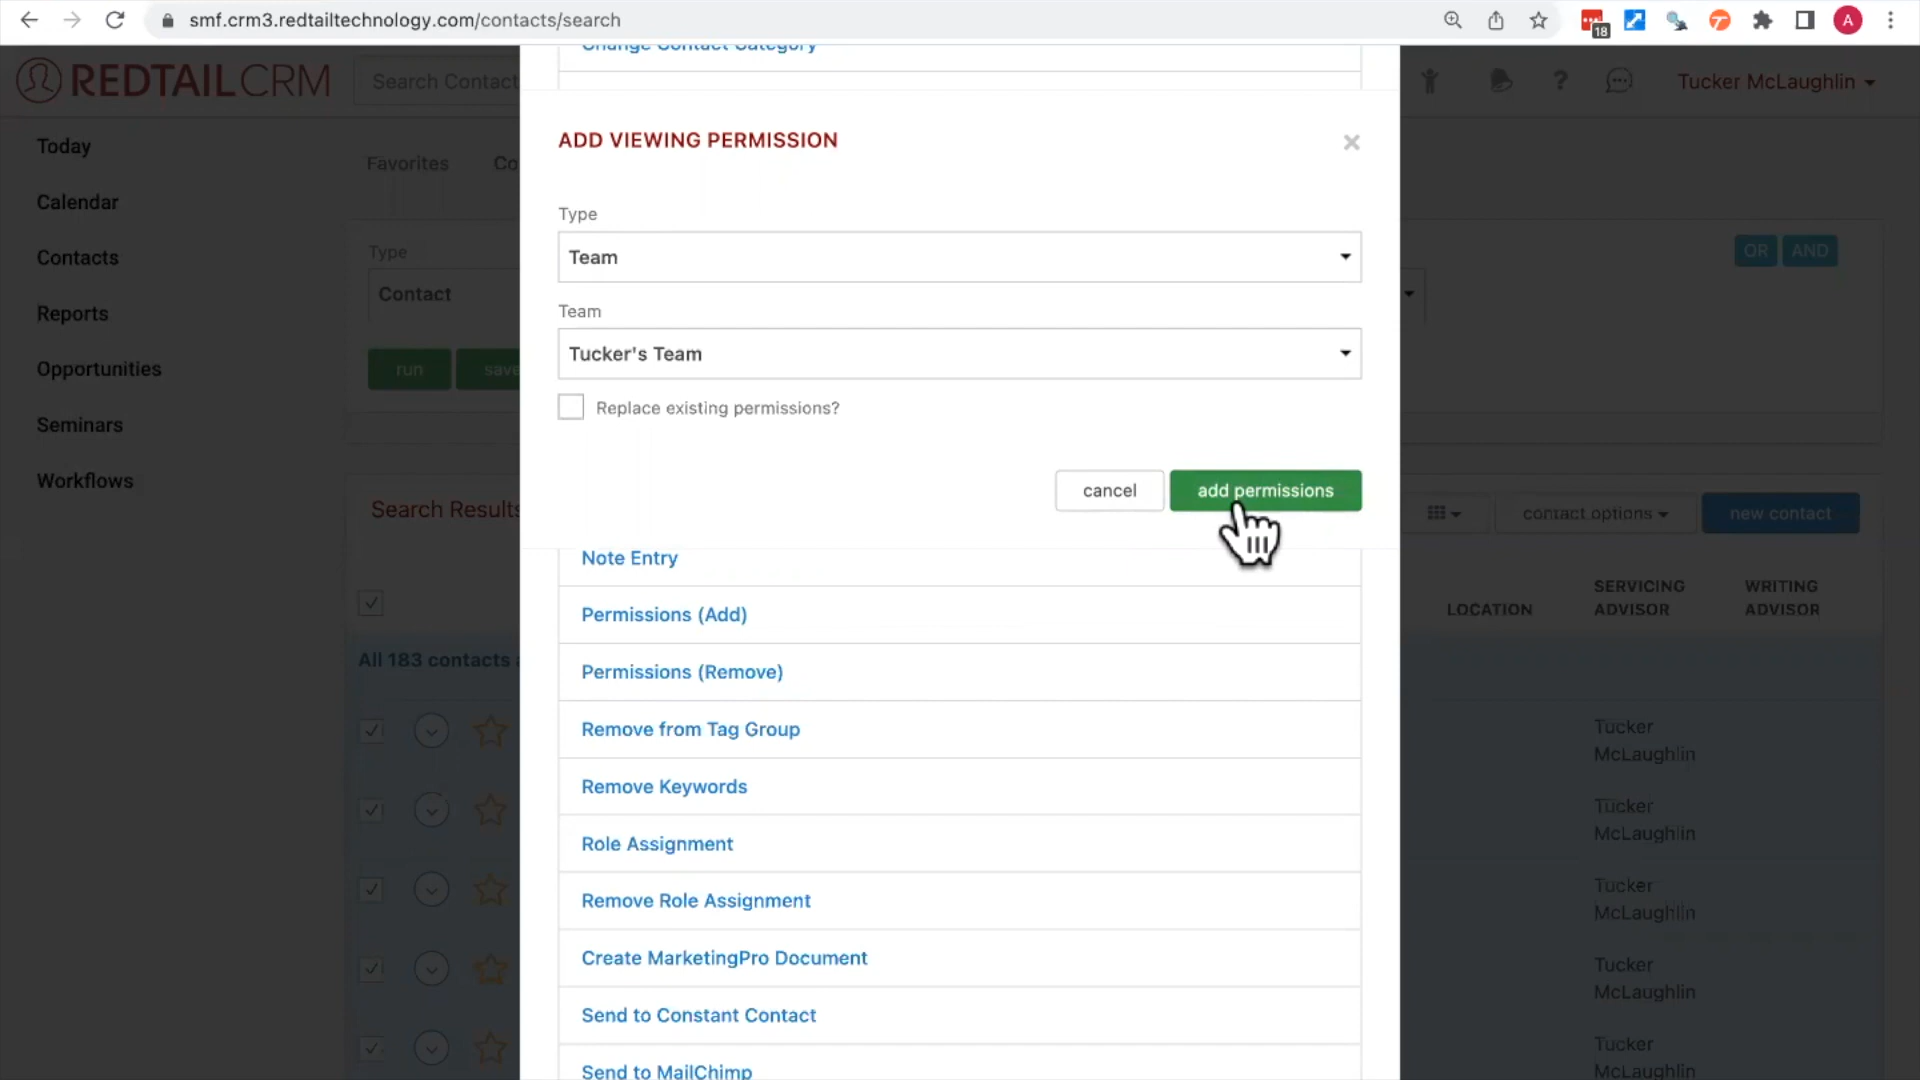 smf.crm3.redtailtechnology.com/contacts/search
18
A
Change Contact Category
REDTAILCRM
Search Contact
?
Tucker McLaughlin
Today
Calendar
Contacts
Reports
Opportunities
Seminars
Workflows
Favorites
Co
Type
Contact
run
save
OR
AND
ADD VIEWING PERMISSION
Type
Team
Team
Tucker's Team
Replace existing permissions?
cancel
add permissions
Search Results
contact options
new contact
LOCATION
SERVICING
ADVISOR
WRITING
ADVISOR
All 183 contacts a
Note Entry
Permissions (Add)
Permissions (Remove)
Remove from Tag Group
Remove Keywords
Role Assignment
Remove Role Assignment
Create MarketingPro Document
Send to Constant Contact
Send to MailChimp
Tucker
McLaughlin
Tucker
McLaughlin
Tucker
McLaughlin
Tucker
McLaughlin
Tucker
McLaughlin